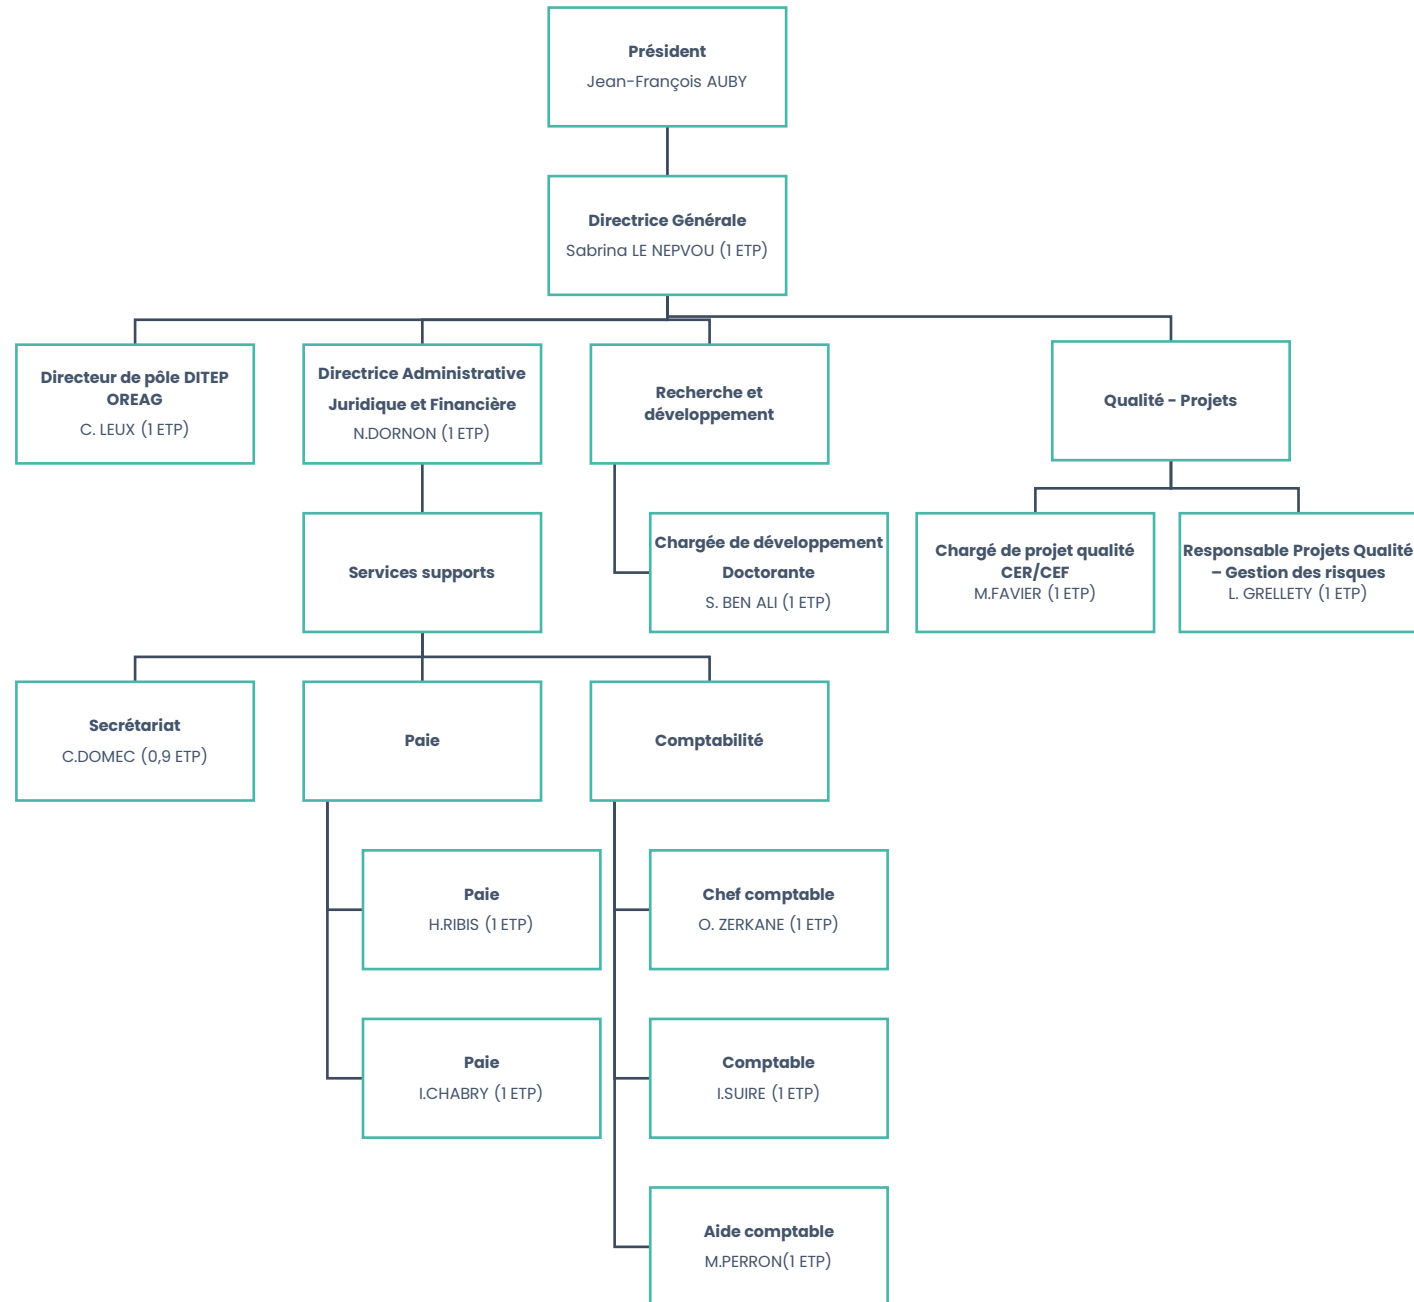 Président
Jean-François AUBY
Directrice Générale
Sabrina LE NEPVOU (1 ETP)
Directeur de pôle DITEP
OREAG
C. LEUX (1 ETP)
Directrice Administrative
Juridique et Financière
N.DORNON (1 ETP)
Recherche et
développement
Qualité - Projets
Services supports
Chargée de développement
Doctorante
S. BEN ALI (1 ETP)
Chargé de projet qualité
CER/CEF
M.FAVIER (1 ETP)
Responsable Projets Qualité
– Gestion des risques
L. GRELLETY (1 ETP)
Secrétariat
C.DOMEC (0,9 ETP)
Paie
Comptabilité
Paie
H.RIBIS (1 ETP)
Chef comptable
O. ZERKANE (1 ETP)
Paie
I.CHABRY (1 ETP)
Comptable
I.SUIRE (1 ETP)
Aide comptable
M.PERRON(1 ETP)